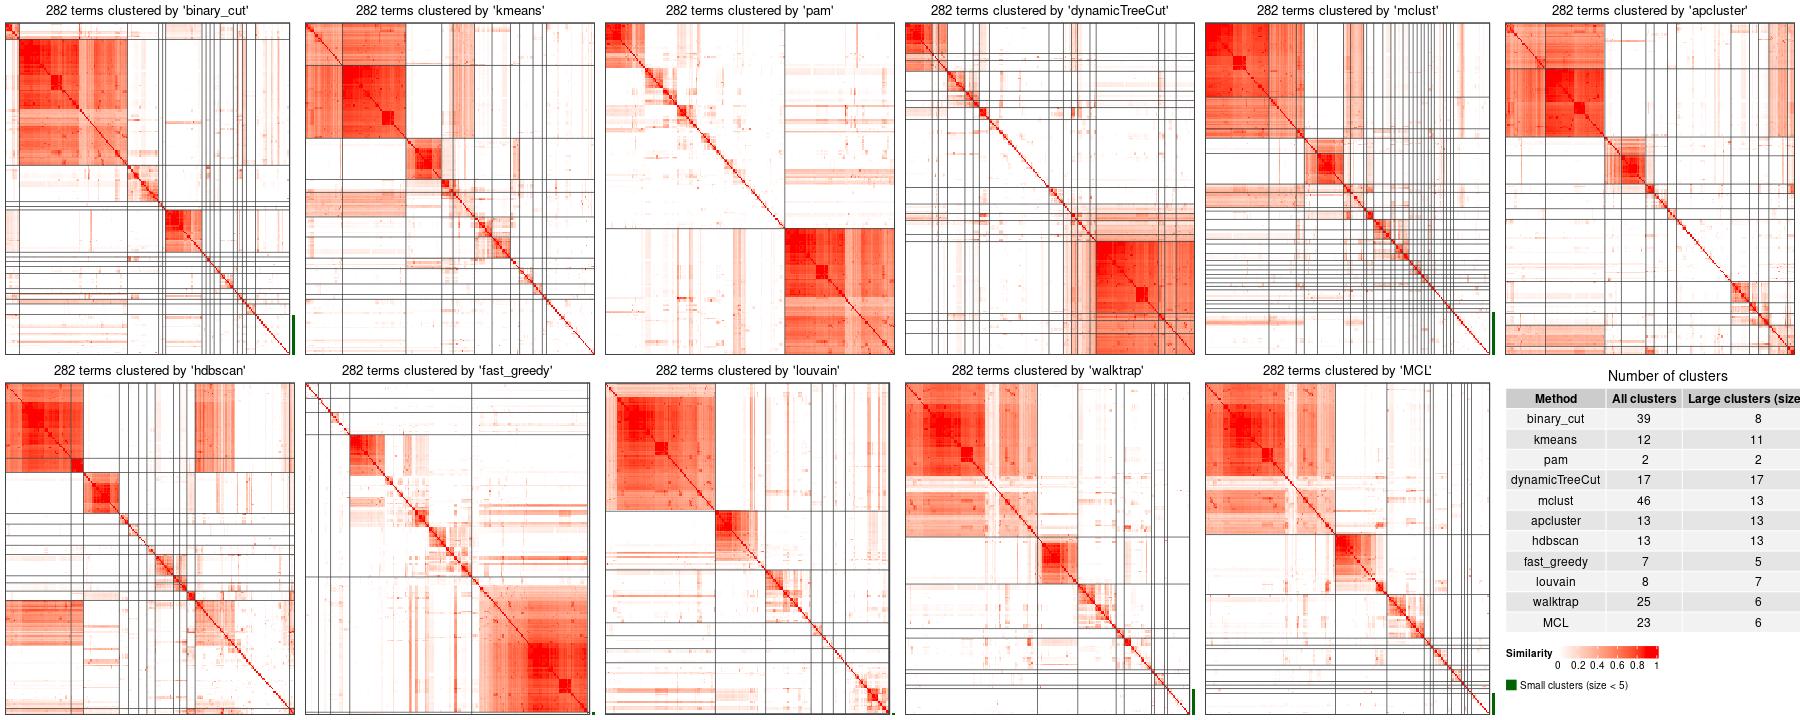 282 terms clustered by 'binary_cut'
282 terms clustered by 'kmeans'
282 terms clustered by 'pam'
282 terms clustered by 'dynamicTreeCut'
282 terms clustered by 'mclust'
282 terms clustered by 'apcluster'
282 terms clustered by 'hdbscan'
282 terms clustered by 'fast_greedy'
282 terms clustered by 'louvain'
282 terms clustered by 'walktrap'
282 terms clustered by 'MCL'
Number of clusters
Method All clusters Large clusters (size
binary_cut 39 8
kmeans 12 11
pam 2 2
dynamicTreeCut 17 17
mclust 46 13
apcluster 13 13
hdbscan 13 13
fast_greedy 7 5
louvain 8 7
walktrap 25 6
MCL 23 6
Similarity
0 0.2 0.4 0.6 0.8 1
Small clusters (size < 5)